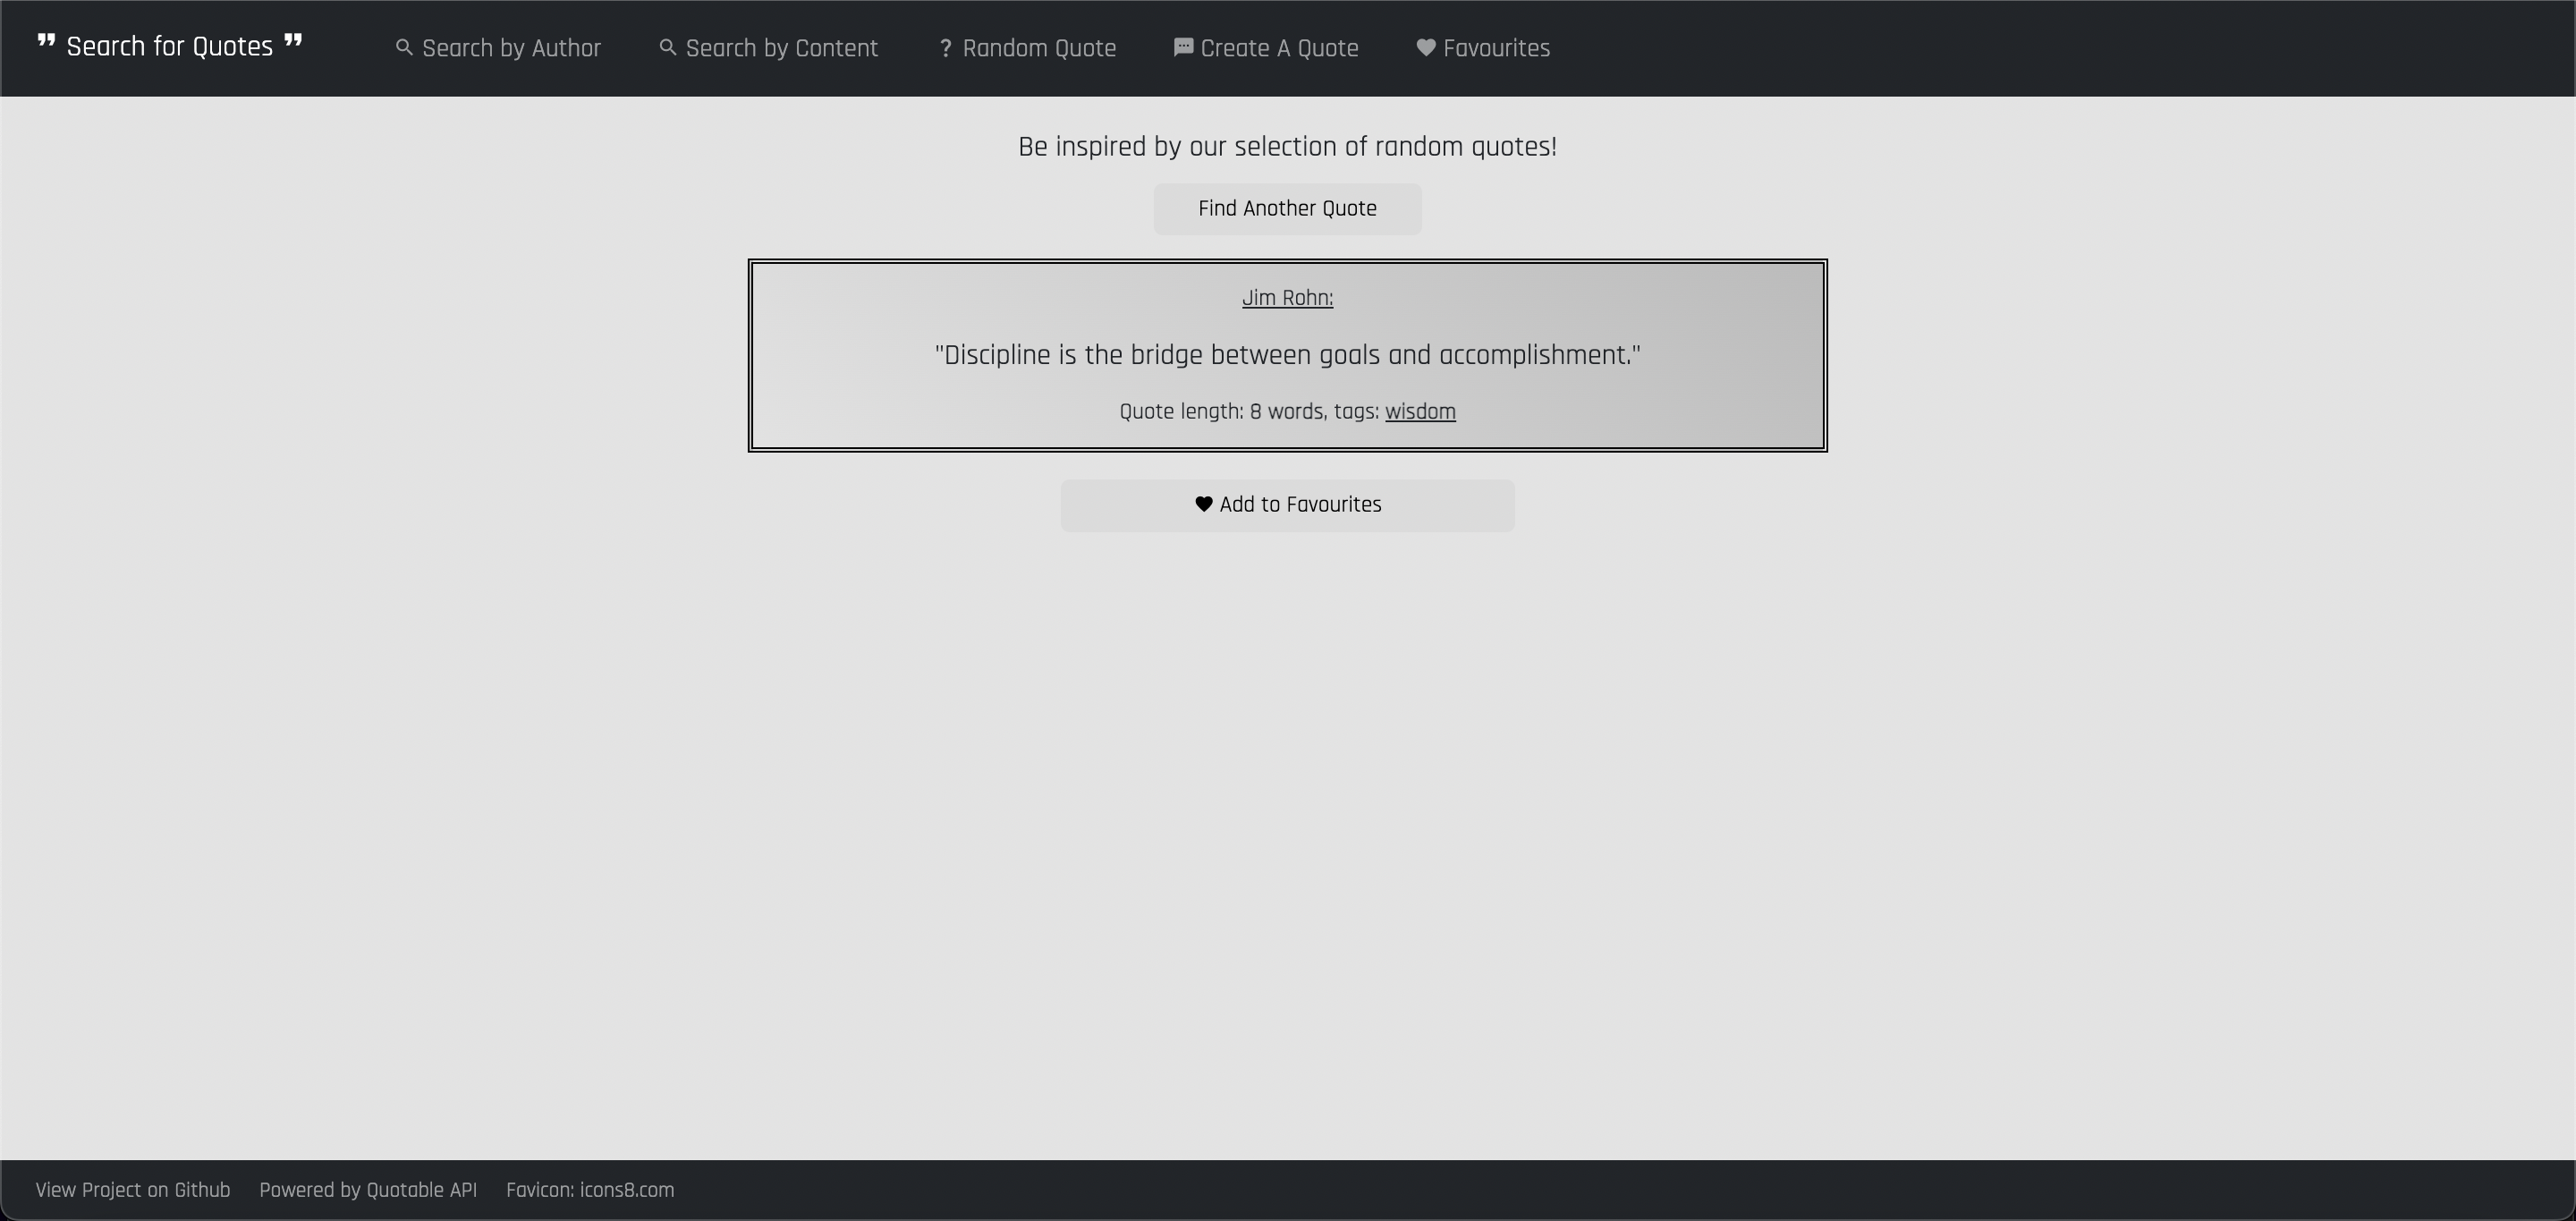 ❞ Search for Quotes ❞ Search by Author Search by Content ? Random Quote Create A Quote Favourites
Be inspired by our selection of random quotes!
Find Another Quote
Jim Rohn:
"Discipline is the bridge between goals and accomplishment."
Quote length: 8 words, tags: wisdom
Add to Favourites
View Project on Github Powered by Quotable API Favicon: icons8.com